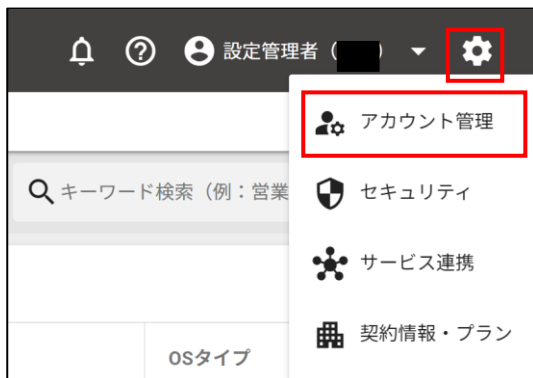 設定管理者（ ）
アカウント管理
キーワード検索（例：営業
セキュリティ
サービス連携
契約情報・プラン
OSタイプ